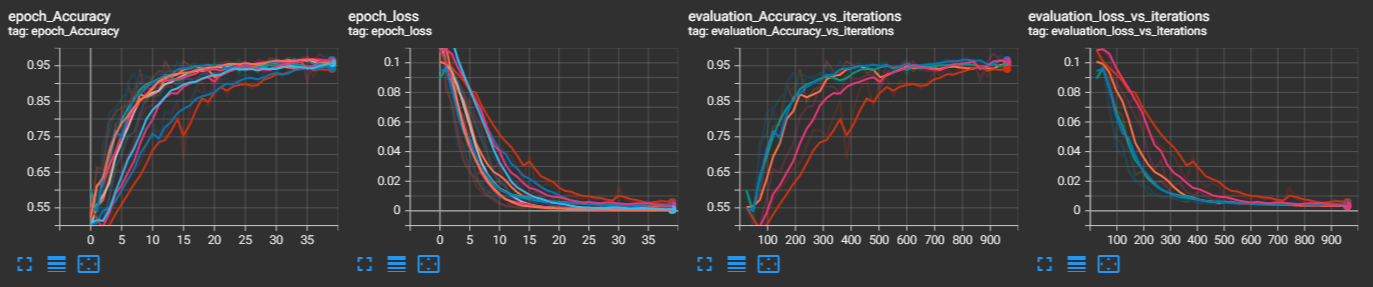 epoch_Accuracy
tag: epoch_Accuracy
0.95
0.85
0.75
0.65
0.55
0 5 10 15 20 25 30 35
epoch_loss
tag: epoch_loss
0.1
0.08
0.06
0.04
0.02
0
0 5 10 15 20 25 30 35
evaluation_Accuracy_vs_iterations
tag: evaluation_Accuracy_vs_iterations
0.95
0.85
0.75
0.65
0.55
100 200 300 400 500 600 700 800 900
evaluation_loss_vs_iterations
tag: evaluation_loss_vs_iterations
0.1
0.08
0.06
0.04
0.02
0
100 200 300 400 500 600 700 800 900